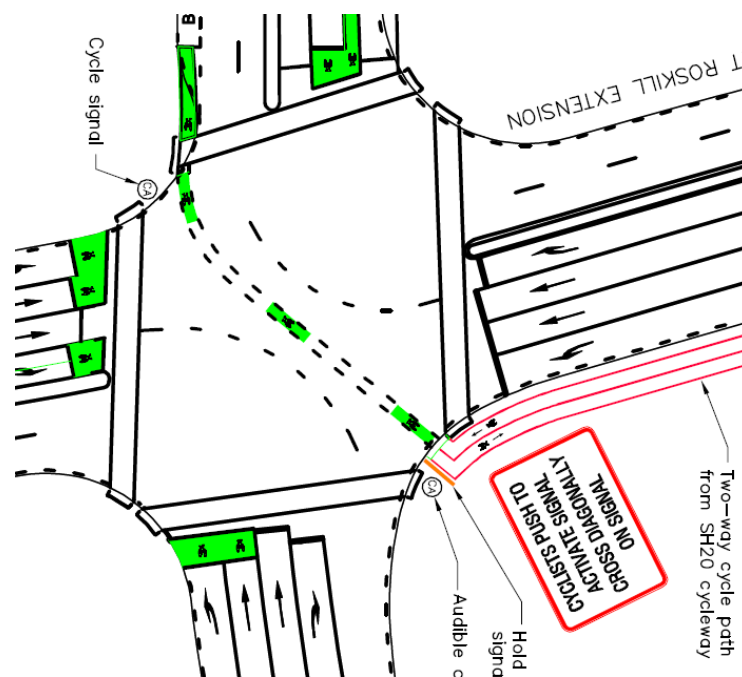 B
Cycle signal
CA
T ROSKILL EXTENSION
Two-way cycle path
from SH20 cycleway
CYCLISTS PUSH TO
ACTIVATE SIGNAL
CROSS DIAGONALLY
ON SIGNAL
CA
Hold
signa
Audible c